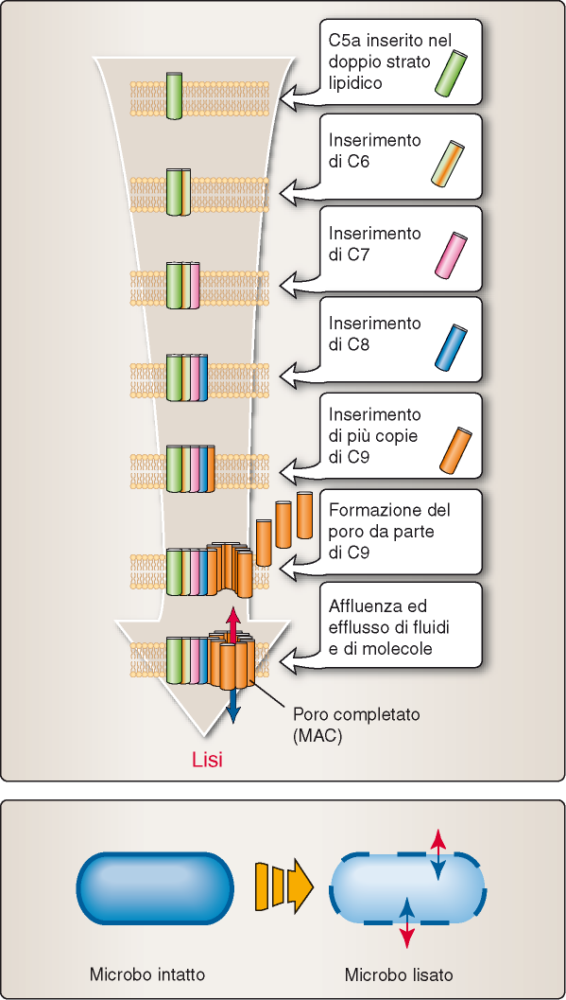 C5a inserito nel
doppio strato
lipidico
Inserimento
di C6
Inserimento
di C7
Inserimento
di C8
Inserimento
di più copie
di C9
Formazione del
poro da parte
di C9
Affluenza ed
efflusso di fluidi
e di molecole
Poro completato
(MAC)
Lisi
Microbo intatto
Microbo lisato